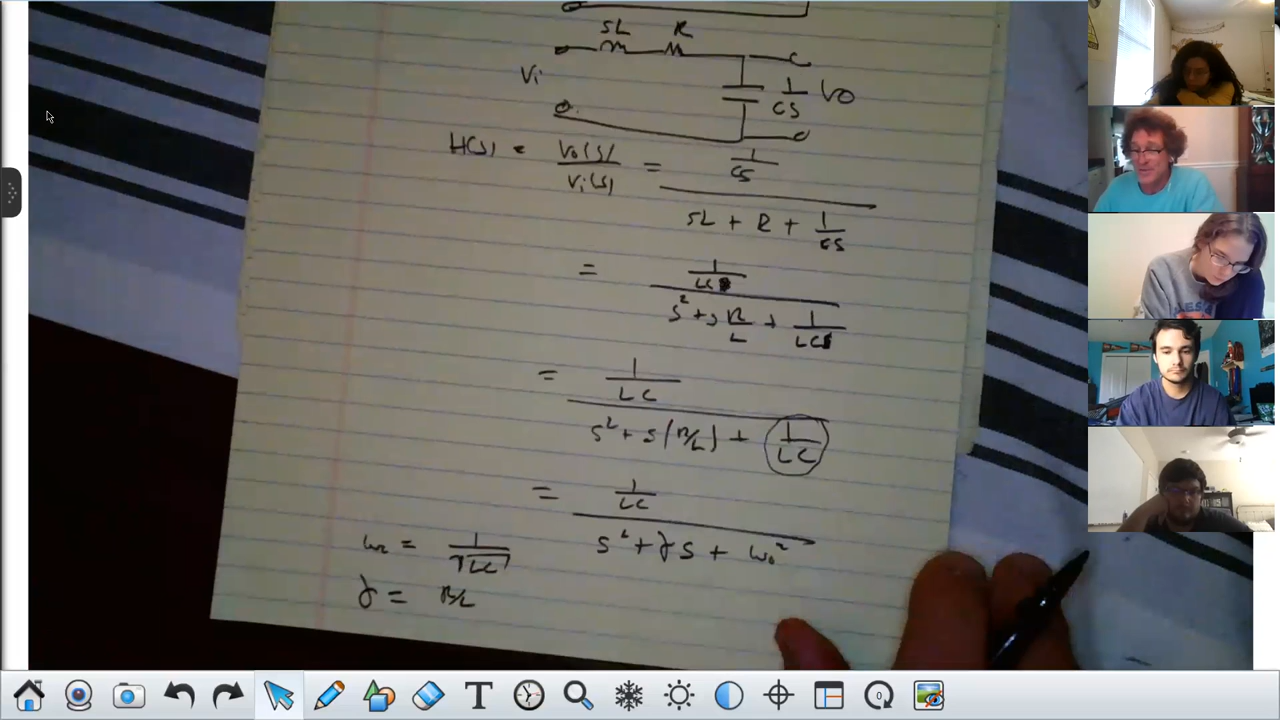 sL R
Vi 1/cs Vo
H(s) = Vo(s)/Vi(s) = (1/cs)/(sL + R + 1/cs)
= (1/LC)/(s² + s R/L + 1/LC)
= (1/LC)/(s² + s(R/L) + 1/LC)
= (1/LC)/(s² + γs + ω₀²)
ω₀ = 1/√LC
γ = R/L
T
0